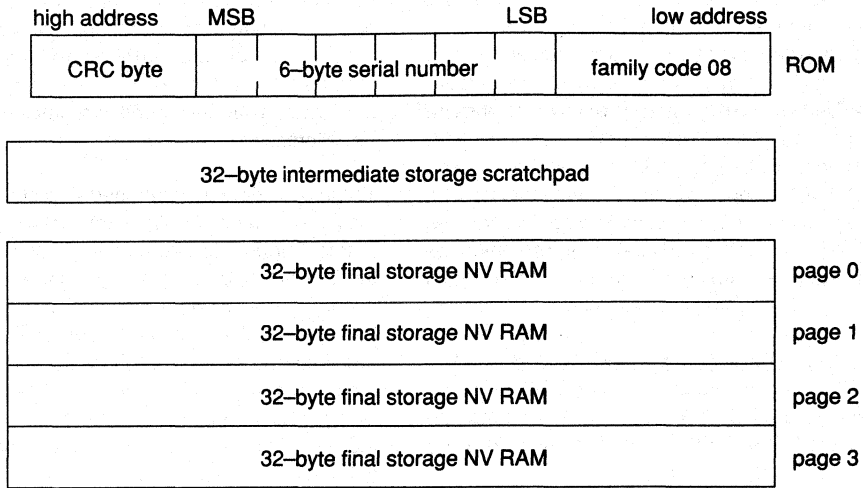 high address MSB LSB low address
CRC byte 6–byte serial number family code 08 ROM
32–byte intermediate storage scratchpad
32–byte final storage NV RAM page 0
32–byte final storage NV RAM page 1
32–byte final storage NV RAM page 2
32–byte final storage NV RAM page 3